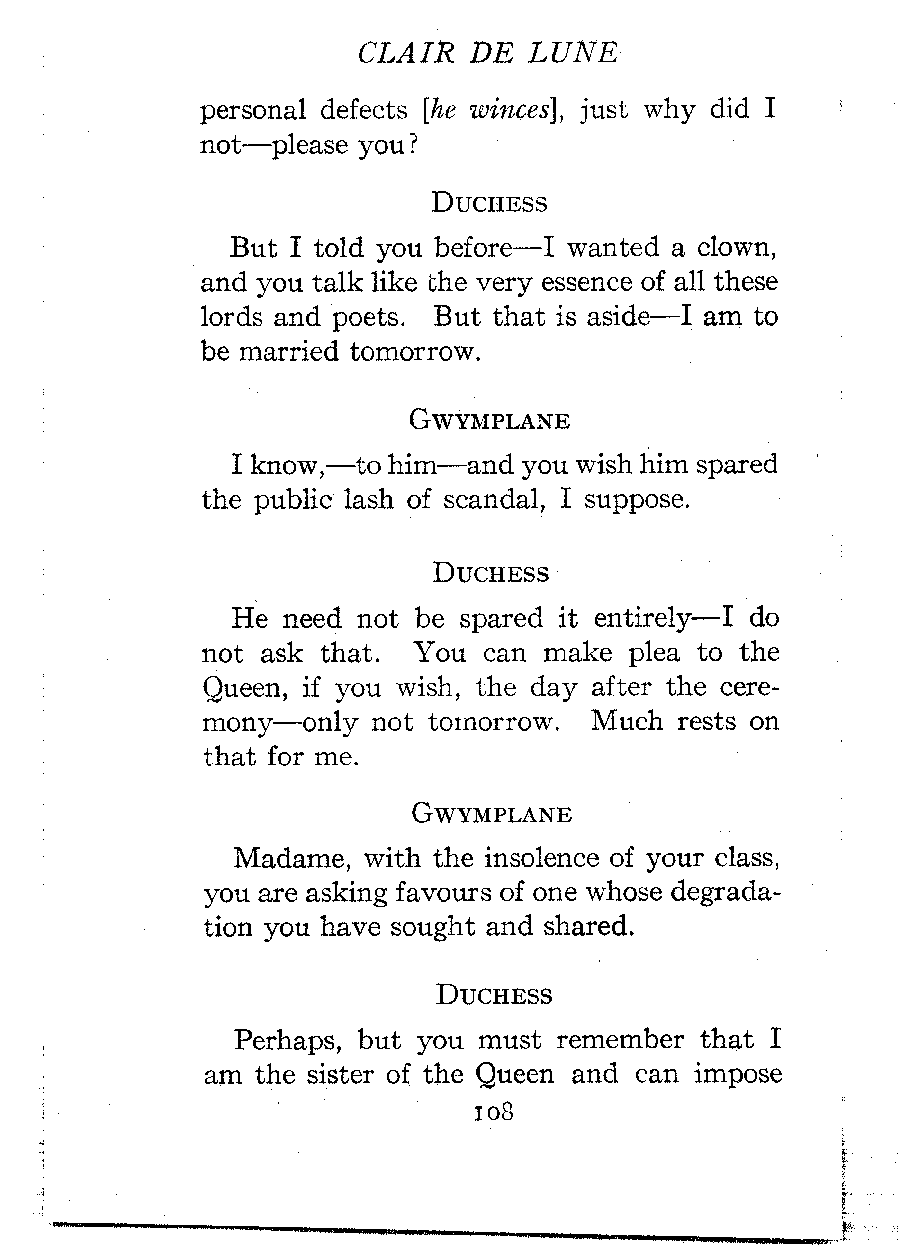 CLAIR DE LUNE
personal defects [he winces], just why did I
not—please you?
DUCHESS
But I told you before—I wanted a clown,
and you talk like the very essence of all these
lords and poets. But that is aside—I am to
be married tomorrow.
GWYMPLANE
I know,—to him—and you wish him spared
the public lash of scandal, I suppose.
DUCHESS
He need not be spared it entirely—I do
not ask that. You can make plea to the
Queen, if you wish, the day after the cere-
mony—only not tomorrow. Much rests on
that for me.
GWYMPLANE
Madame, with the insolence of your class,
you are asking favours of one whose degrada-
tion you have sought and shared.
DUCHESS
Perhaps, but you must remember that I
am the sister of the Queen and can impose
108